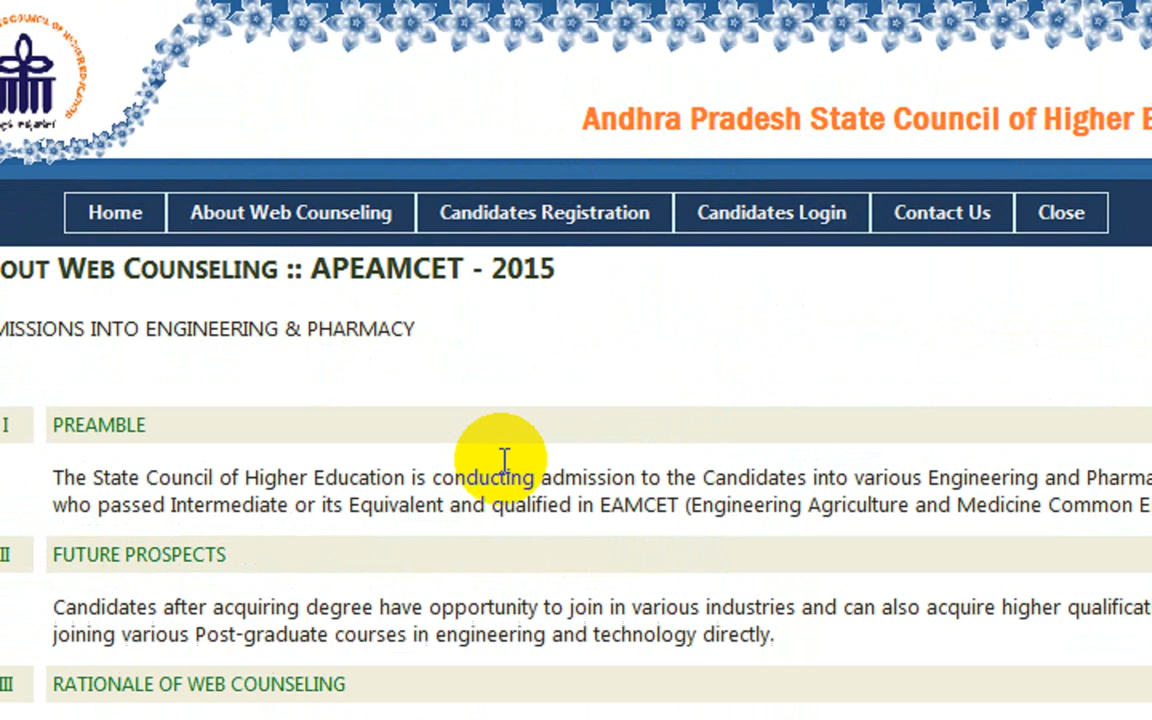 Andhra Pradesh State Council of Higher
Home
About Web Counseling
Candidates Registration
Candidates Login
Contact Us
Close
OUT WEB COUNSELING :: APEAMCET - 2015
MISSIONS INTO ENGINEERING & PHARMACY
I PREAMBLE
The State Council of Higher Education is conducting admission to the Candidates into various Engineering and Pharma
who passed Intermediate or its Equivalent and qualified in EAMCET (Engineering Agriculture and Medicine Common E
II FUTURE PROSPECTS
Candidates after acquiring degree have opportunity to join in various industries and can also acquire higher qualificat
joining various Post-graduate courses in engineering and technology directly.
III RATIONALE OF WEB COUNSELING